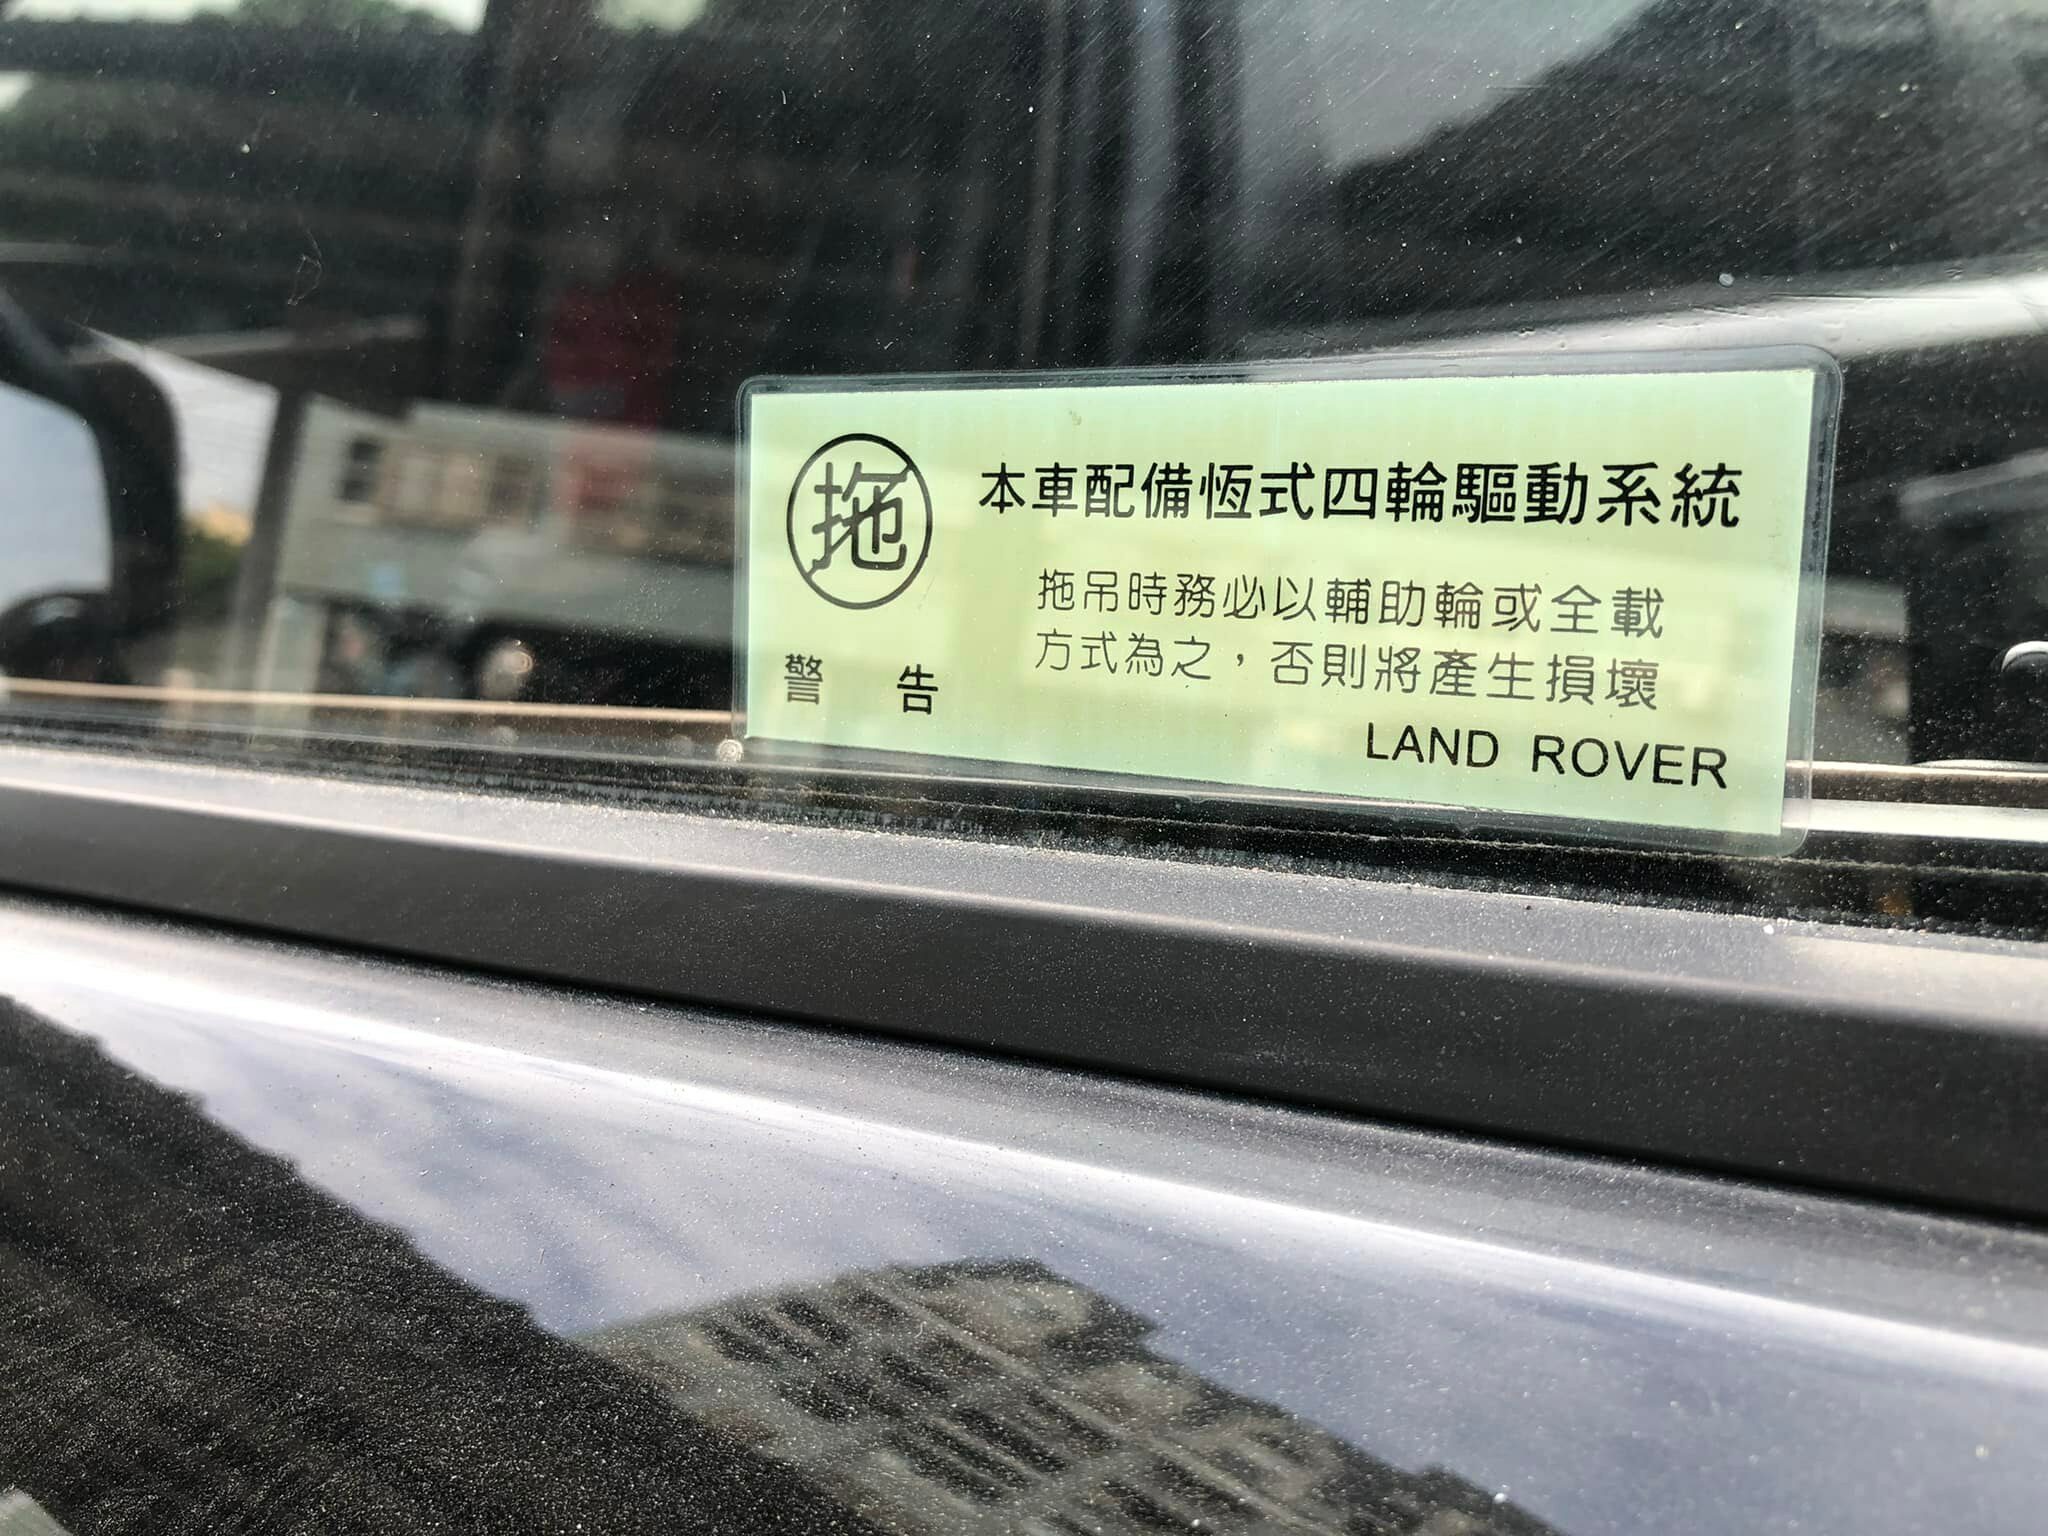 拖
警告
本車配備恆式四輪驅動系統
拖吊時務必以輔助輪或全載
方式為之，否則將產生損壞
LAND ROVER